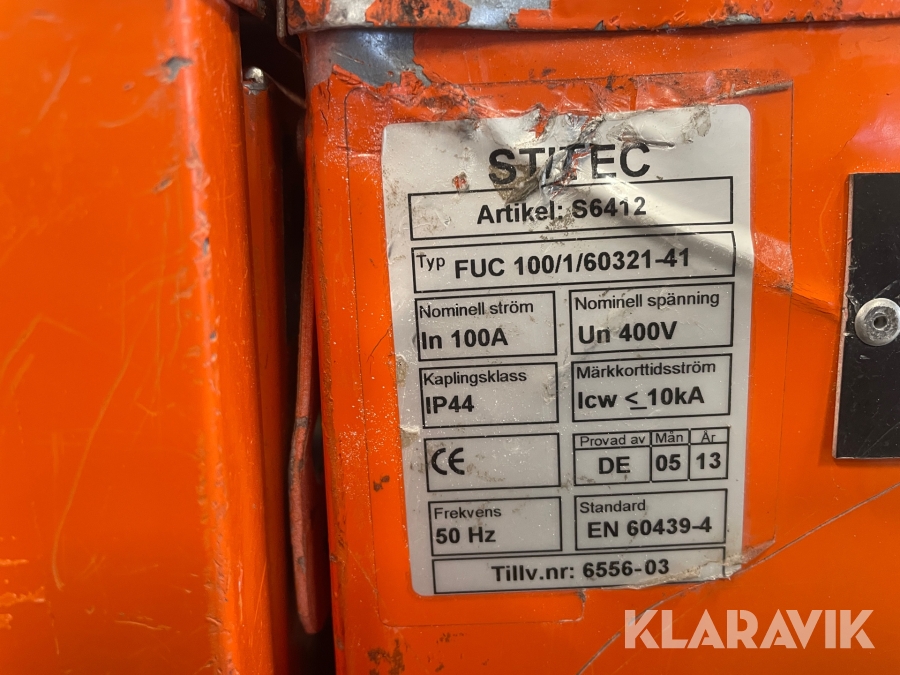 STITEC
Artikel: S6412
Typ FUC 100/1/60321-41
Nominell ström
In 100A
Nominell spänning
Un 400V
Kaplingsklass
IP44
Märkkorttidsström
Icw ≤ 10kA
CE
Provad av Mån År
DE 05 13
Frekvens
50 Hz
Standard
EN 60439-4
Tillv.nr: 6556-03
KLARAVIK